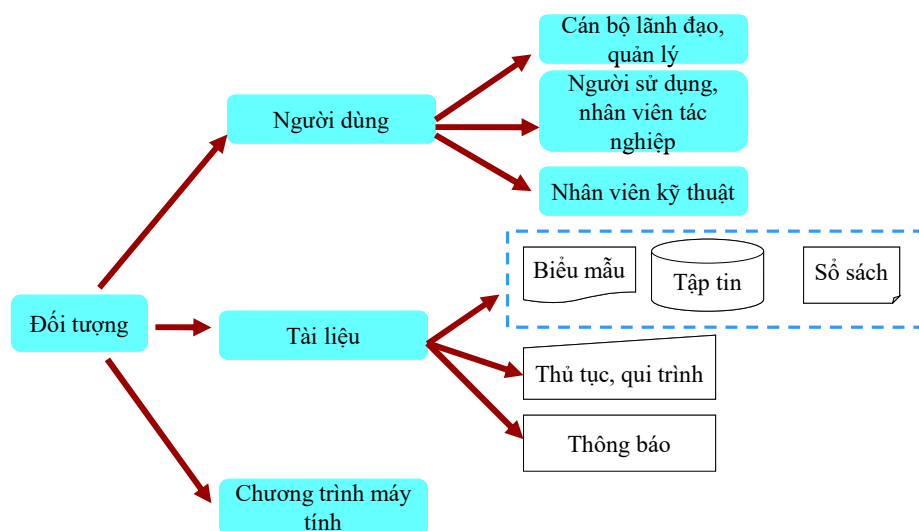 Cán bộ lãnh đạo,
quản lý
Người sử dụng,
nhân viên tác
nghiệp
Người dùng
Nhân viên kỹ thuật
Biểu mẫu
Tập tin
Sổ sách
Đối tượng
Tài liệu
Thủ tục, qui trình
Thông báo
Chương trình máy
tính